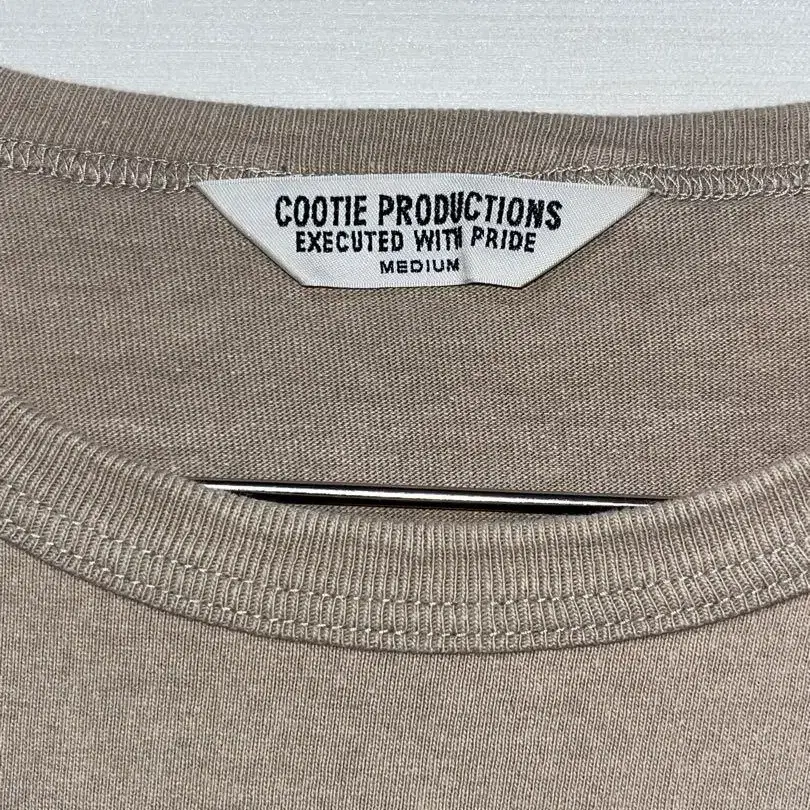 COOTIE PRODUCTIONS
EXECUTED WITH PRIDE
MEDIUM